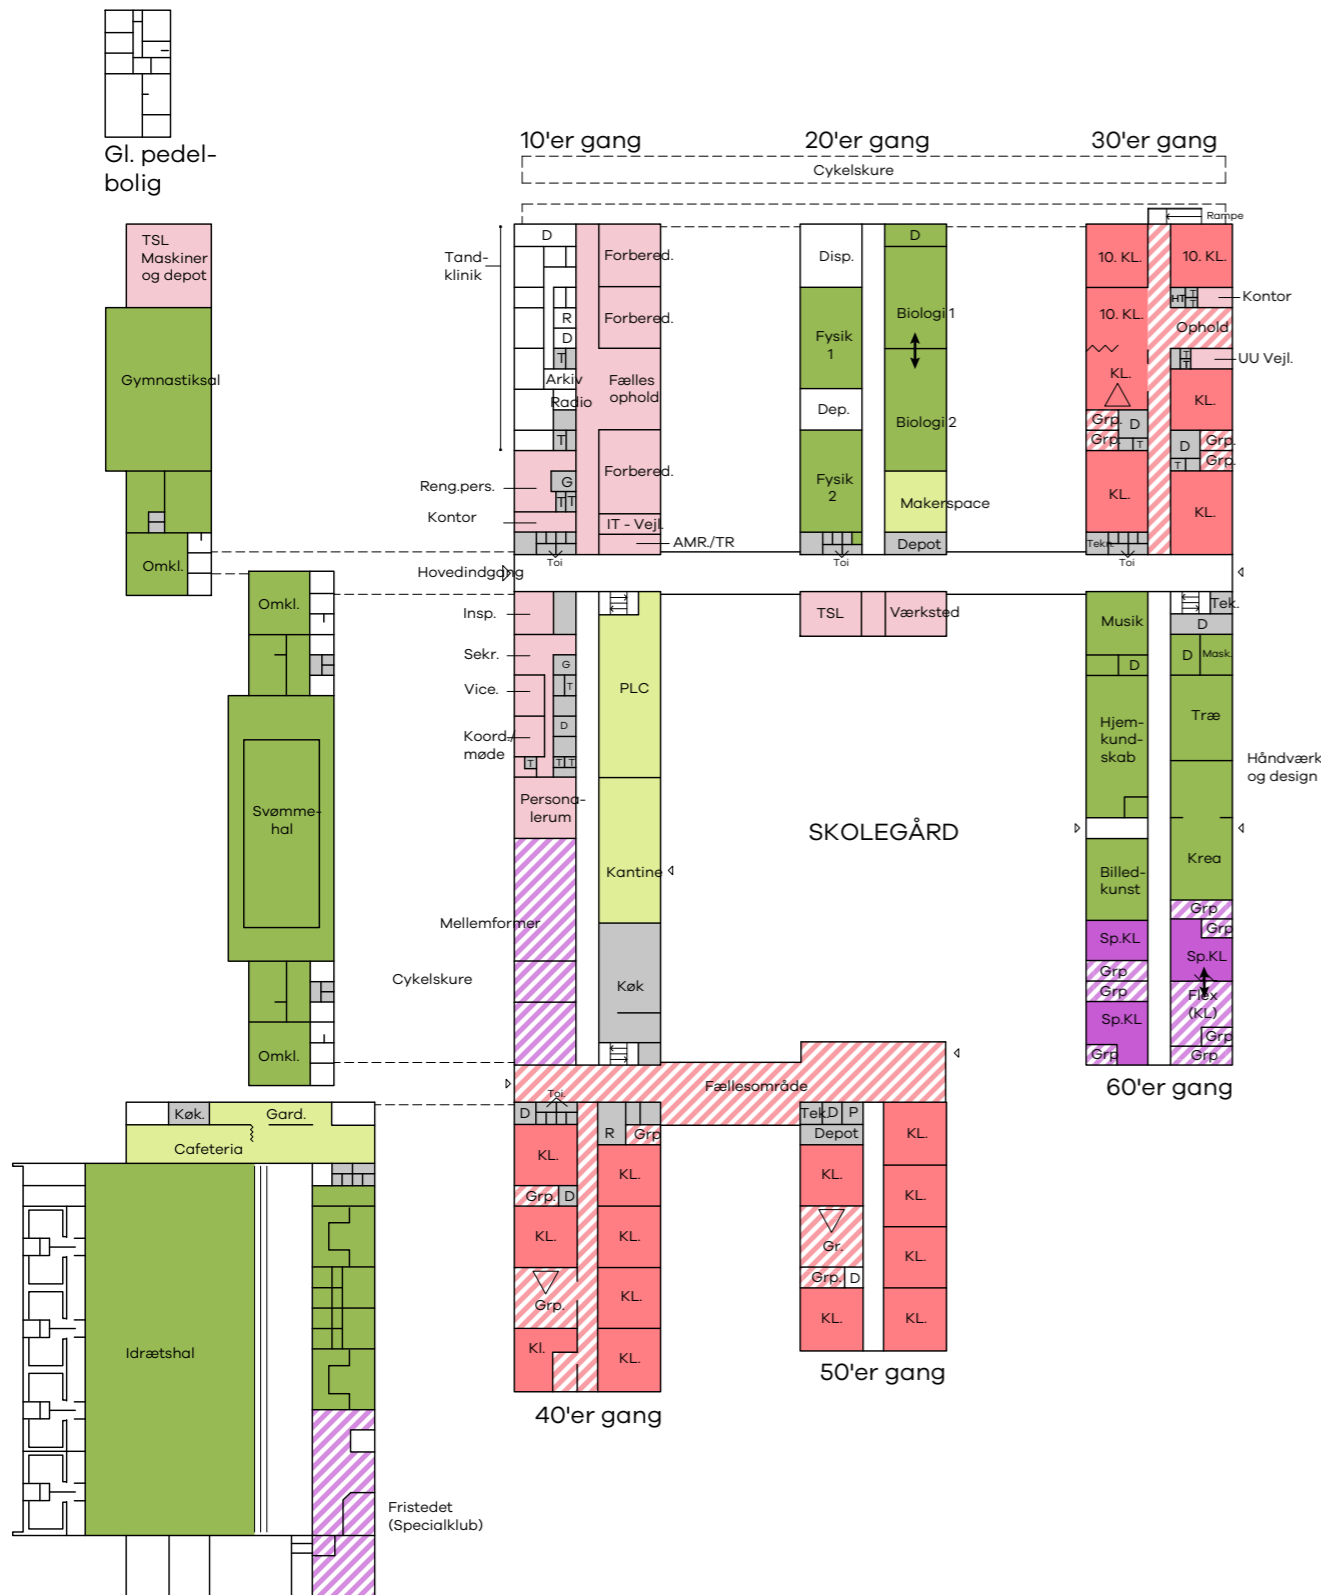 Gl. pedel-
bolig
10'er gang
20'er gang
30'er gang
Cykelskure
Rampe
TSL
Maskiner
og depot
Gymnastiksal
Omkl.
Tand-
klinik
D
R
D
T
Arkiv
Radio
T
Reng.pers.
G
T T
Kontor
Forbered.
Forbered.
Fælles
ophold
Forbered.
IT - Vejl.
AMR./TR
Toi
Disp.
Fysik
1
Dep.
Fysik
2
Toi
D
Biologi 1
Biologi 2
Makerspace
Depot
10. KL.
10. KL.
KL.
Grp.
Grp.
D
T
KL.
Tekn.
Toi
10. KL.
HT
T
T
Kontor
Ophold
T
T
UU Vejl.
KL.
D
Grp.
Grp.
T
KL.
Hovedindgang
Omkl.
Svømme-
hal
Omkl.
Insp.
Sekr.
G
Vice.
T
D
Koord./
møde
T
T T
Persona-
lerum
Mellemformer
Cykelskure
PLC
Kantine
Køk
TSL
Værksted
SKOLEGÅRD
Musik
D
Hjem-
kund-
skab
Billed-
kunst
Sp.KL
Grp
Grp
Sp.KL
Grp
Tek.
D
D
Mask.
Træ
Håndværk
og design
Krea
Grp
Grp
Sp.KL
Flex
(KL)
Grp
Grp
60'er gang
Fællesområde
Køk.
Gard.
Cafeteria
Idrætshal
Fristedet
(Specialklub)
D
Toi.
KL.
Grp.
D
KL.
Grp.
Kl.
R
Grp
KL.
KL.
KL.
KL.
40'er gang
Tek.
D
P
Depot
KL.
Gr.
Grp.
D
KL.
KL.
KL.
KL.
KL.
50'er gang